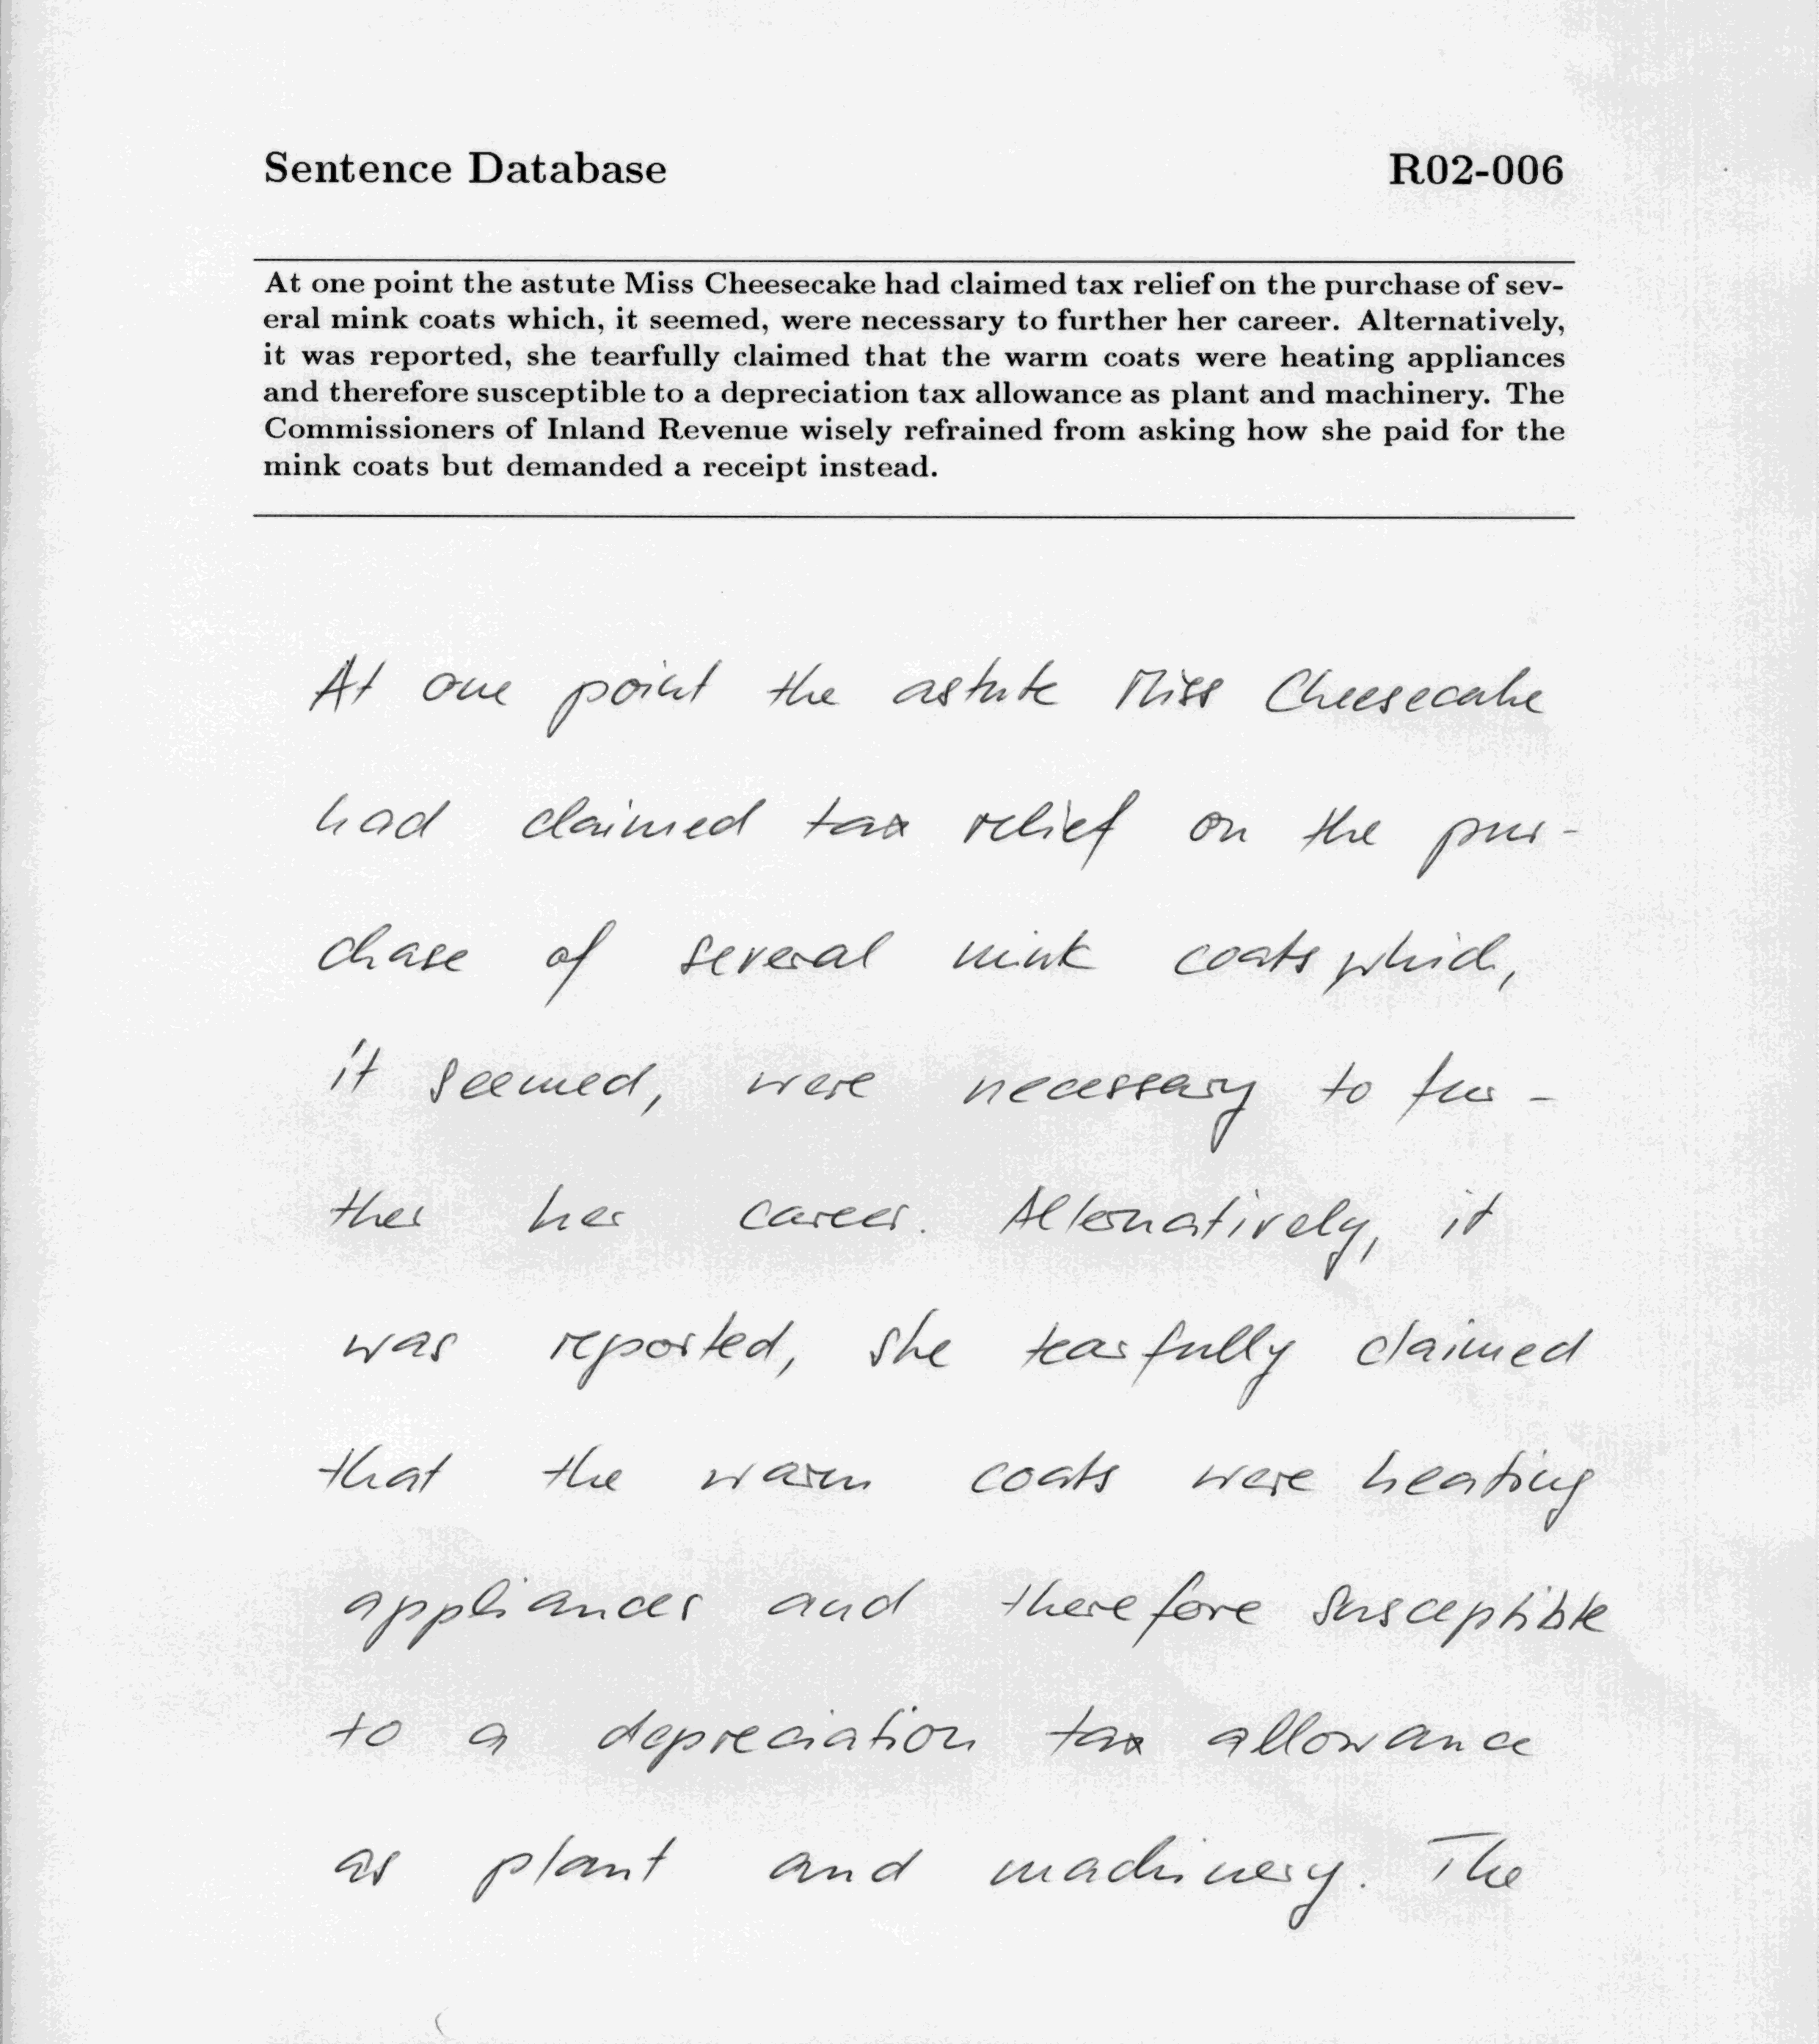 Sentence Database R02-006
At one point the astute Miss Cheesecake had claimed tax relief on the purchase of sev-
eral mink coats which, it seemed, were necessary to further her career. Alternatively,
it was reported, she tearfully claimed that the warm coats were heating appliances
and therefore susceptible to a depreciation tax allowance as plant and machinery. The
Commissioners of Inland Revenue wisely refrained from asking how she paid for the
mink coats but demanded a receipt instead.
At one point the astute Miss Cheesecake
had claimed tax relief on the pur-
chase of several mink coats which,
it seemed, were necessary to fur-
ther her career. Alternatively, it
was reported, she tearfully claimed
that the warm coats were heating
appliances and therefore susceptible
to a depreciation tax allowance
as plant and machinery. The